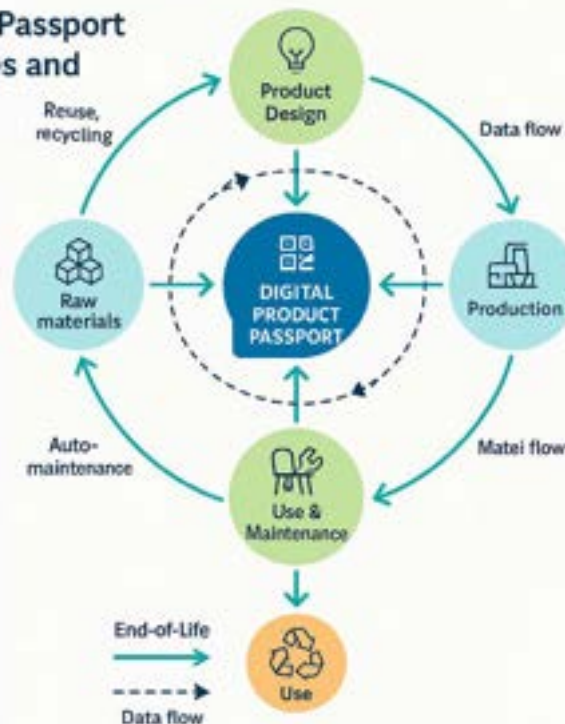 Passport
es and
Product
Design
Reuse,
recycling
Data flow
Raw
materials
DIGITAL
PRODUCT
PASSPORT
Production
Auto-
maintenance
Matei flow
Use &
Maintenance
End-of-Life
Use
Data flow